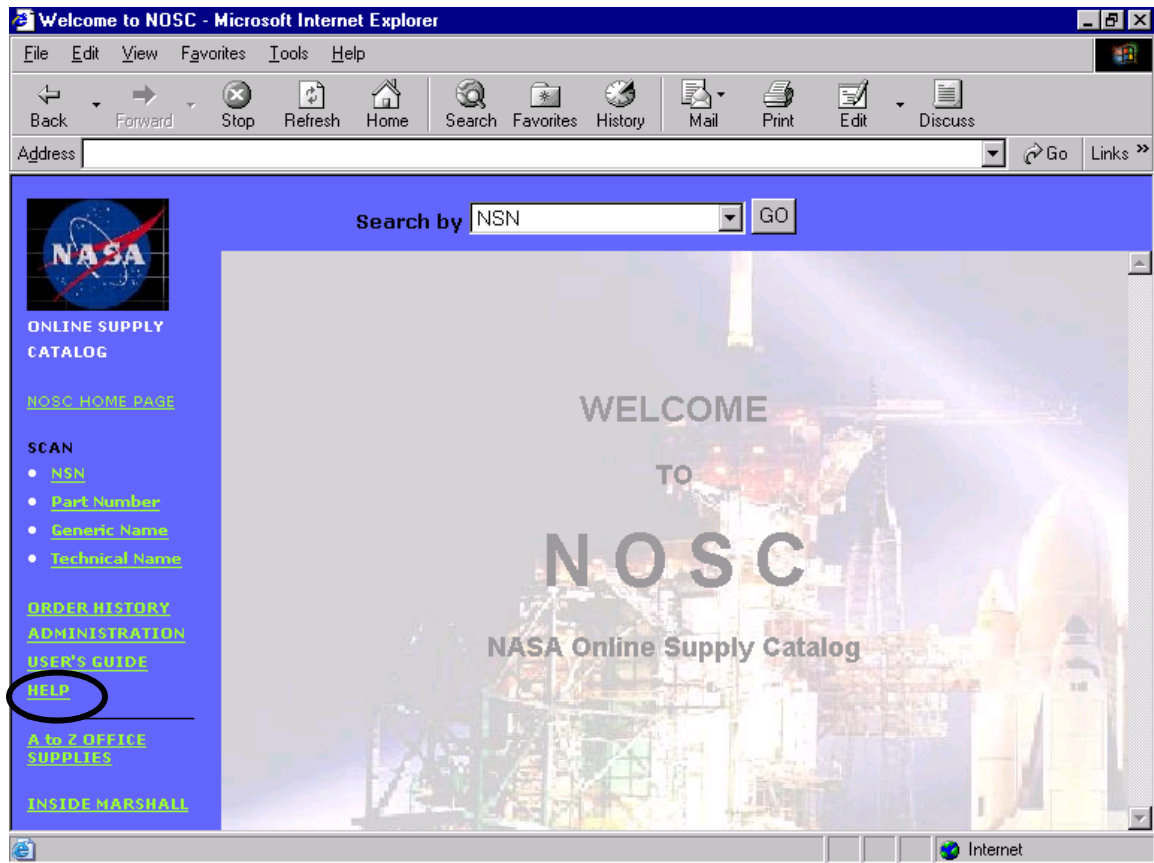 Welcome to NOSC - Microsoft Internet Explorer
File Edit View Favorites Tools Help
Back Forward Stop Refresh Home Search Favorites History Mail Print Edit Discuss
Address Go Links »
Search by NSN GO
NASA
ONLINE SUPPLY
CATALOG
NOSC HOME PAGE
SCAN
• NSN
• Part Number
• Generic Name
• Technical Name
ORDER HISTORY
ADMINISTRATION
USER'S GUIDE
HELP
A to Z OFFICE
SUPPLIES
INSIDE MARSHALL
WELCOME
TO
N O S C
NASA Online Supply Catalog
Internet